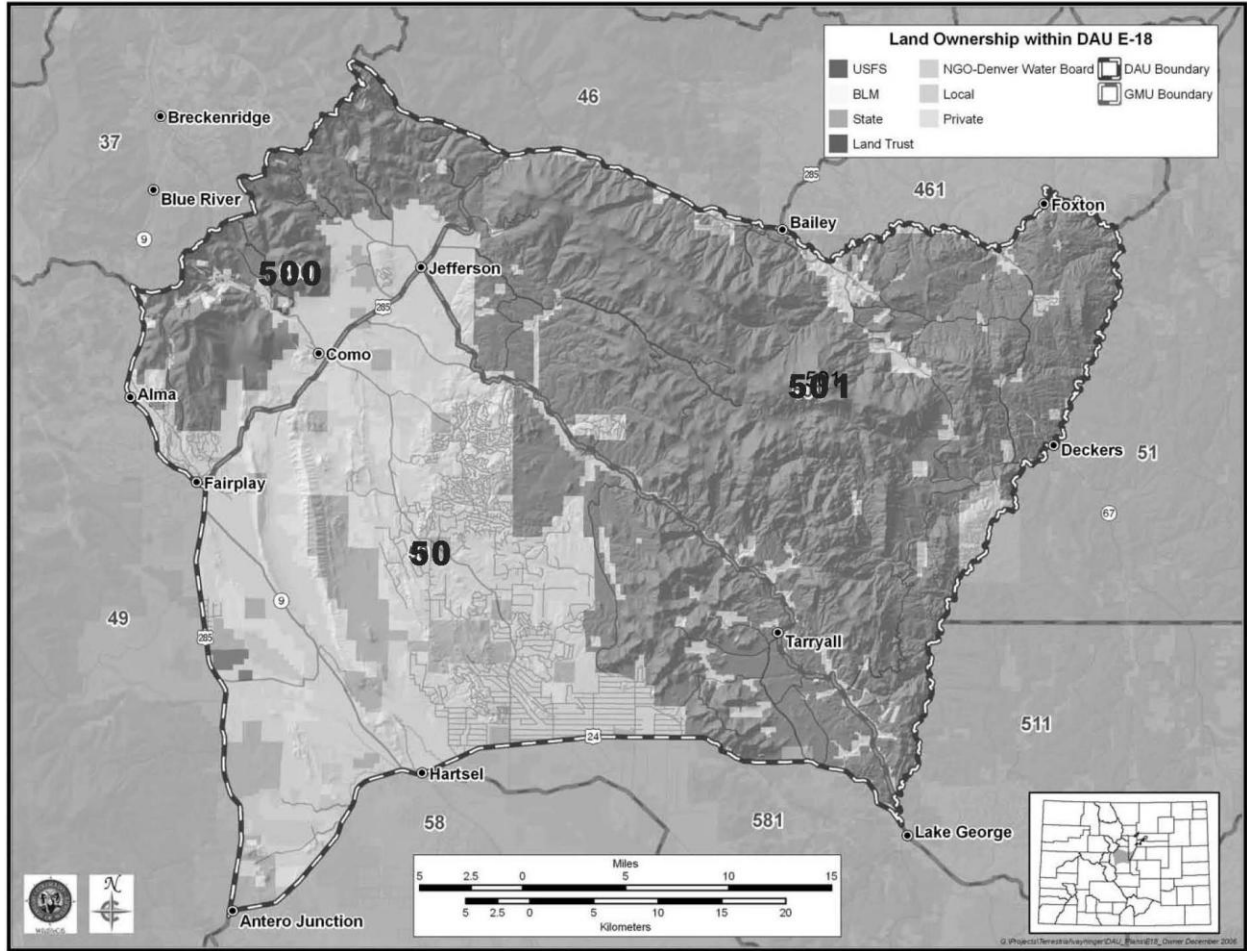 Land Ownership within DAU E-18
USFS
BLM
State
Land Trust
NGO-Denver Water Board
Local
Private
DAU Boundary
GMU Boundary
46
37
Breckenridge
Blue River
9
285
461
Foxton
Bailey
500
Jefferson
285
Como
501
Alma
Deckers
51
Fairplay
67
50
49
9
285
Tarryall
24
511
Hartsel
58
581
Lake George
Antero Junction
Miles
5 2.5 0 5 10 15
5 2.5 0 5 10 15 20
Kilometers
N